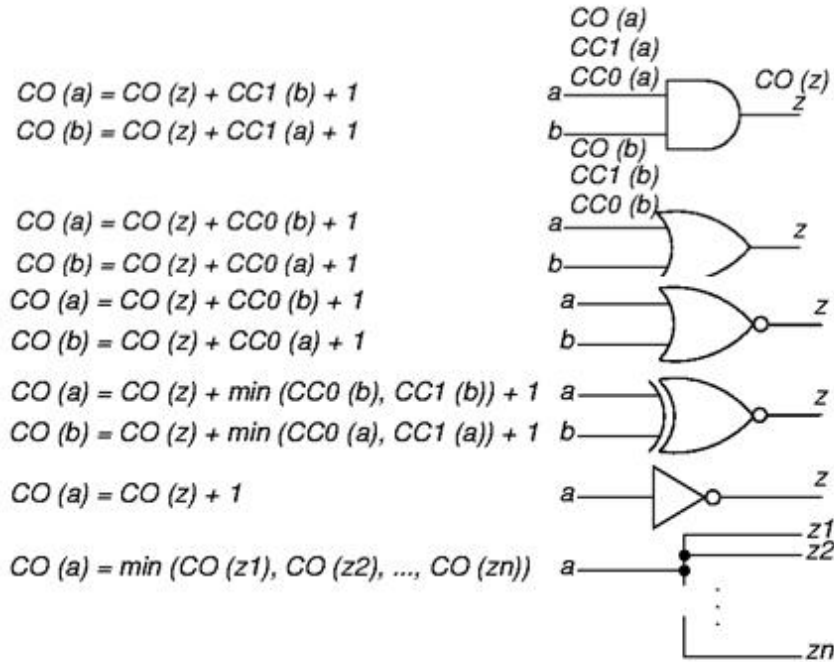 CO (a)
CC1 (a)
CO (a) = CO (z) + CC1 (b) + 1 a CC0 (a) CO (z)
z
CO (b) = CO (z) + CC1 (a) + 1 b
CO (b)
CC1 (b)
CC0 (b)
CO (a) = CO (z) + CC0 (b) + 1 a z
CO (b) = CO (z) + CC0 (a) + 1 b
CO (a) = CO (z) + CC0 (b) + 1 a z
CO (b) = CO (z) + CC0 (a) + 1 b
CO (a) = CO (z) + min (CC0 (b), CC1 (b)) + 1 a z
CO (b) = CO (z) + min (CC0 (a), CC1 (a)) + 1 b
CO (a) = CO (z) + 1 a z
z1
z2
CO (a) = min (CO (z1), CO (z2), ..., CO (zn)) a
zn